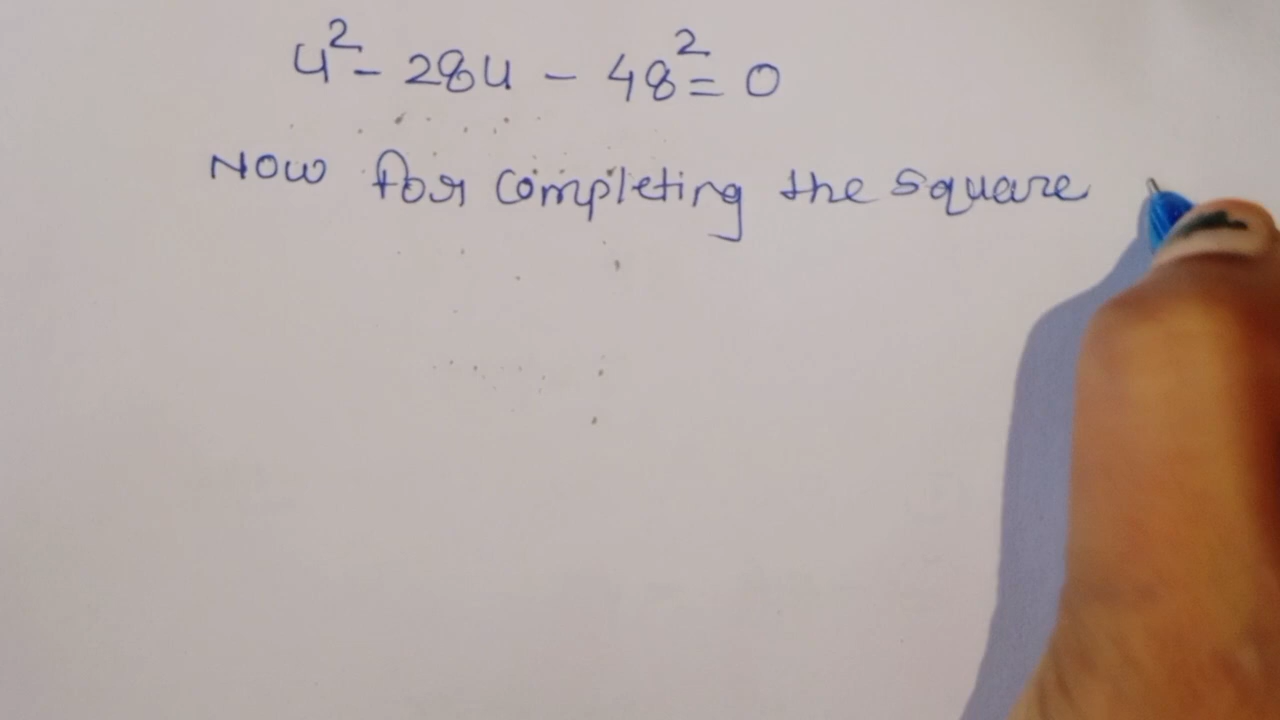 u² - 28u - 48² = 0
Now for completing the square